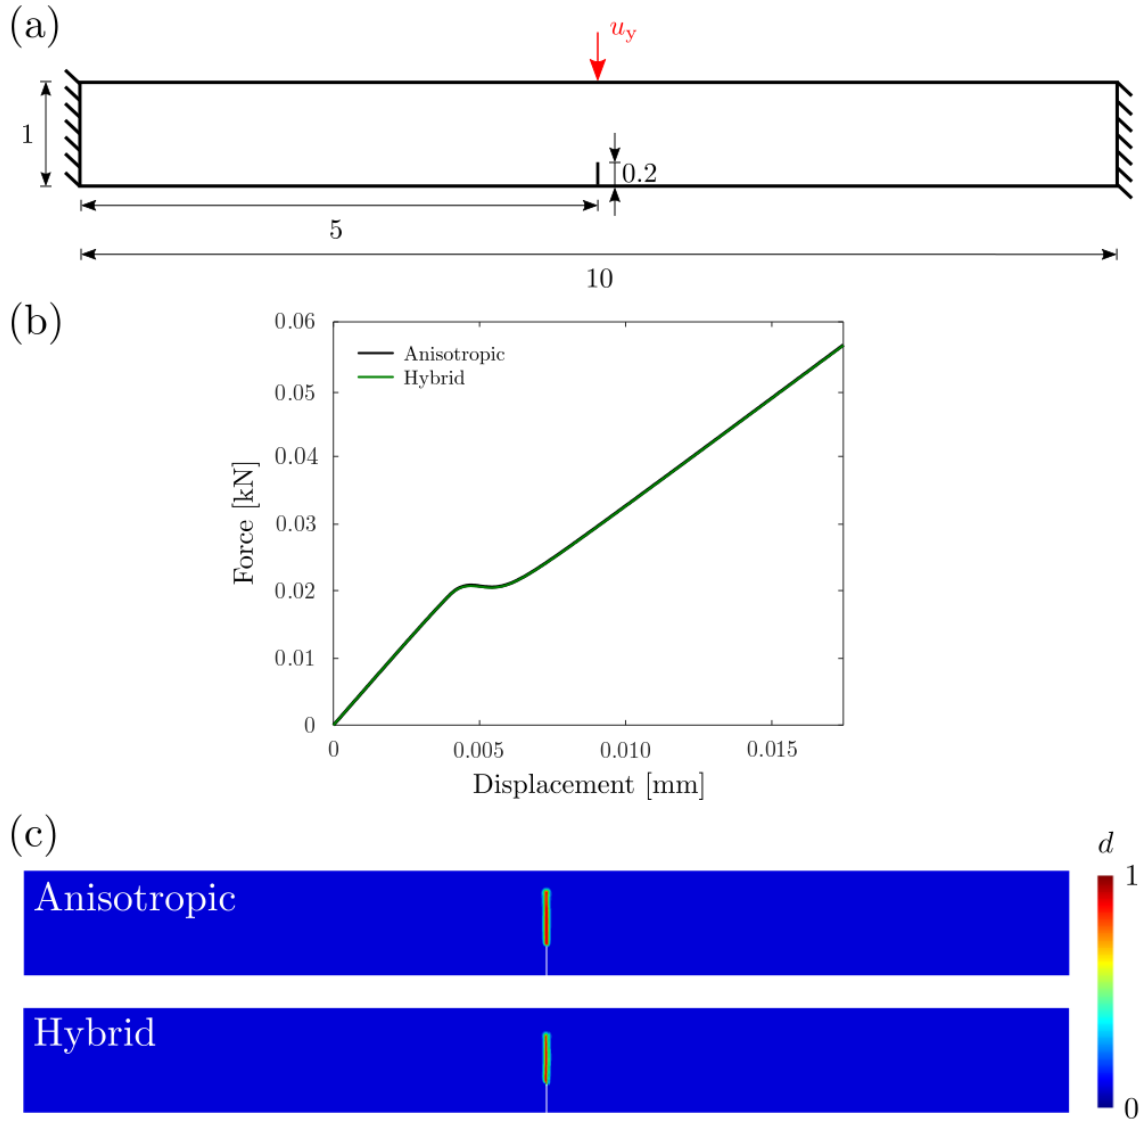 (a)
u_y
1
0.2
5
10
(b)
0.06
0.05
0.04
0.03
0.02
0.01
0
Anisotropic
Hybrid
Force [kN]
0 0.005 0.010 0.015
Displacement [mm]
(c)
d
Anisotropic
1
Hybrid
0